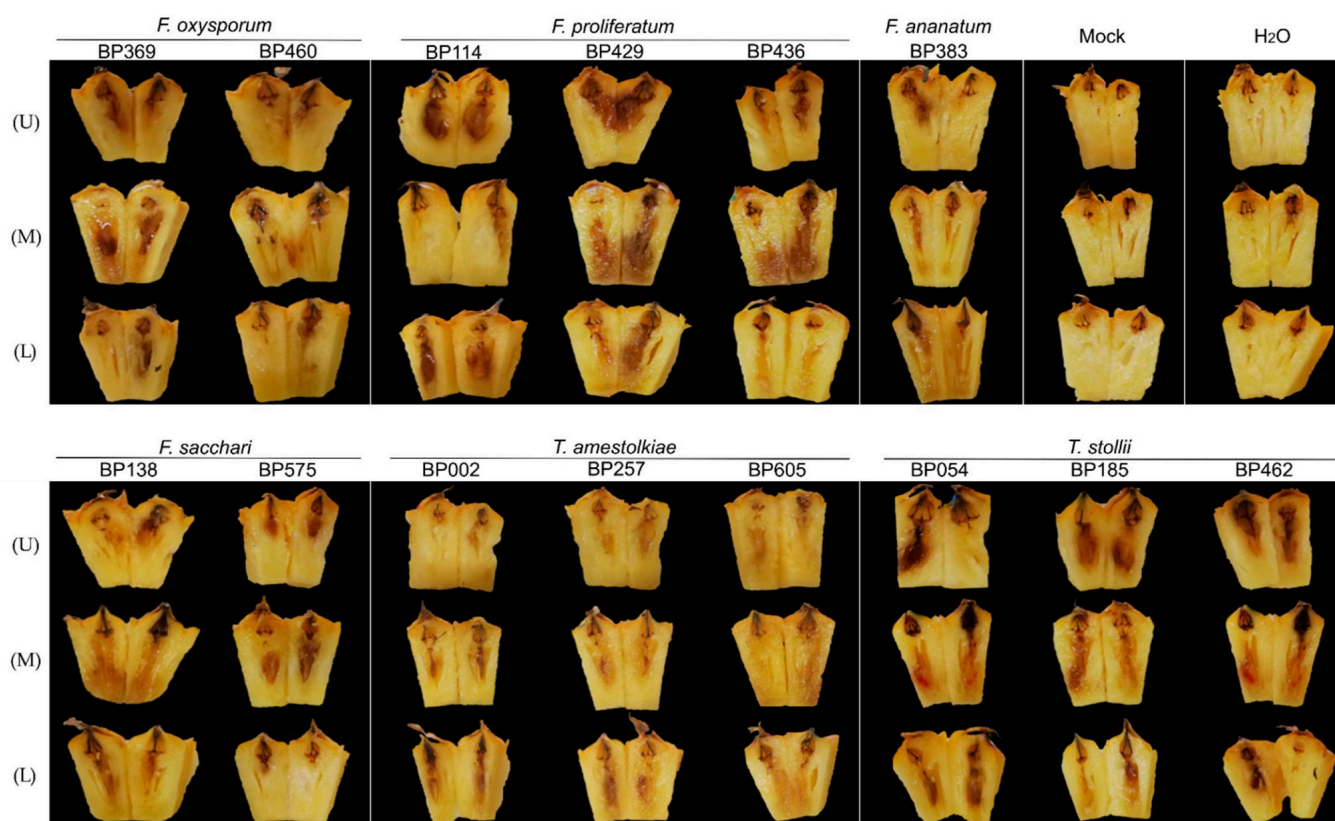 F. oxysporum F. proliferatum F. ananatum Mock H₂O
BP369 BP460 BP114 BP429 BP436 BP383
(U)
(M)
(L)
F. sacchari T. amestolkiae T. stollii
BP138 BP575 BP002 BP257 BP605 BP054 BP185 BP462
(U)
(M)
(L)